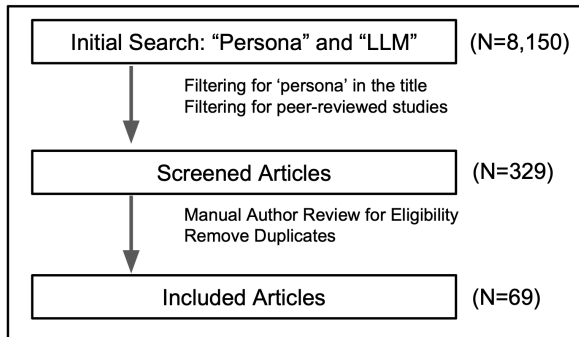 Initial Search: “Persona” and “LLM” (N=8,150)
Filtering for ‘persona’ in the title
Filtering for peer-reviewed studies
Screened Articles (N=329)
Manual Author Review for Eligibility
Remove Duplicates
Included Articles (N=69)